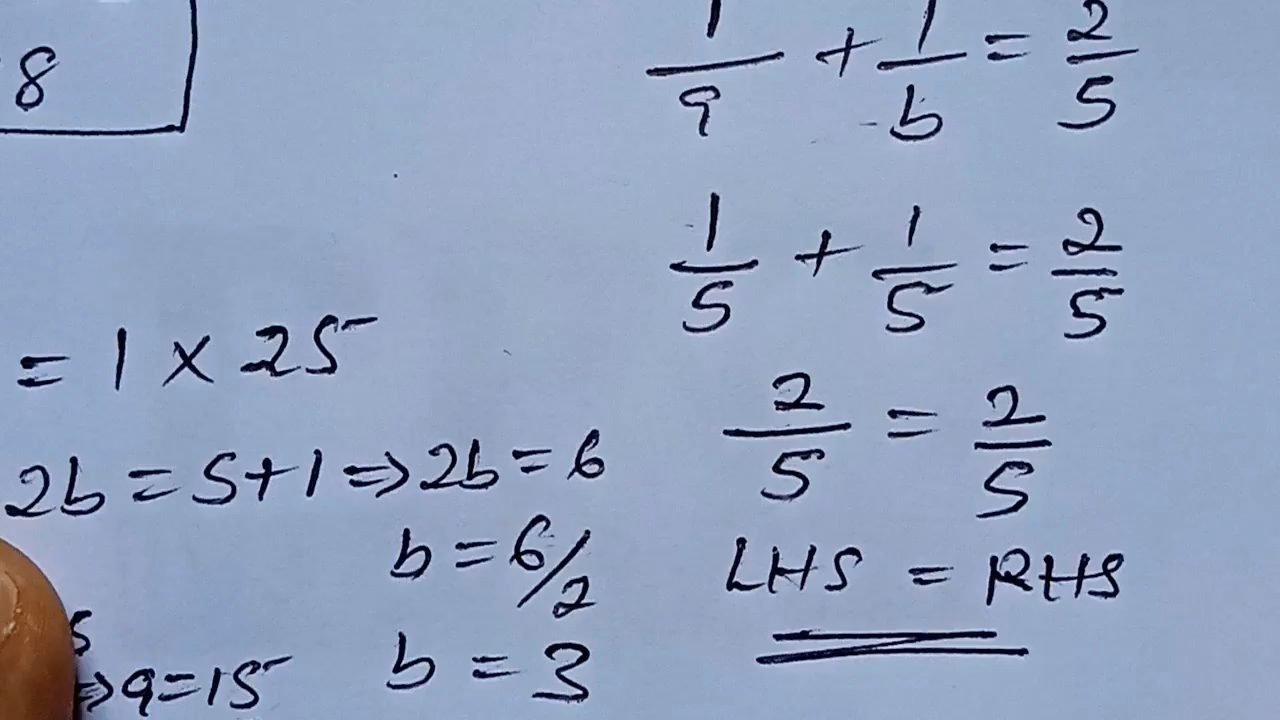 8
= 1 × 25
2b = 5+1 ⇒ 2b = 6
b = 6/2
5
⇒ a=15 b = 3
1/a + 1/b = 2/5
1/5 + 1/5 = 2/5
2/5 = 2/5
LHS = RHS